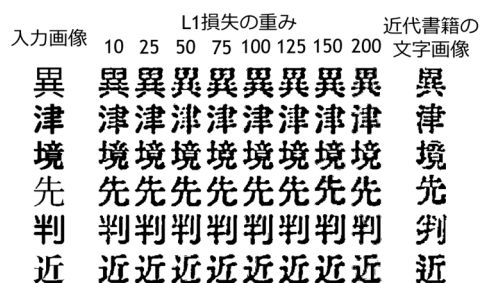 L1損失の重み
入力画像 10 25 50 75 100 125 150 200 近代書籍の文字画像
異 異 異 異 異 異 異 異 異 異
津 津 津 津 津 津 津 津 津 津
境 境 境 境 境 境 境 境 境 境
先 先 先 先 先 先 先 先 先 先
判 判 判 判 判 判 判 判 判 判
近 近 近 近 近 近 近 近 近 近